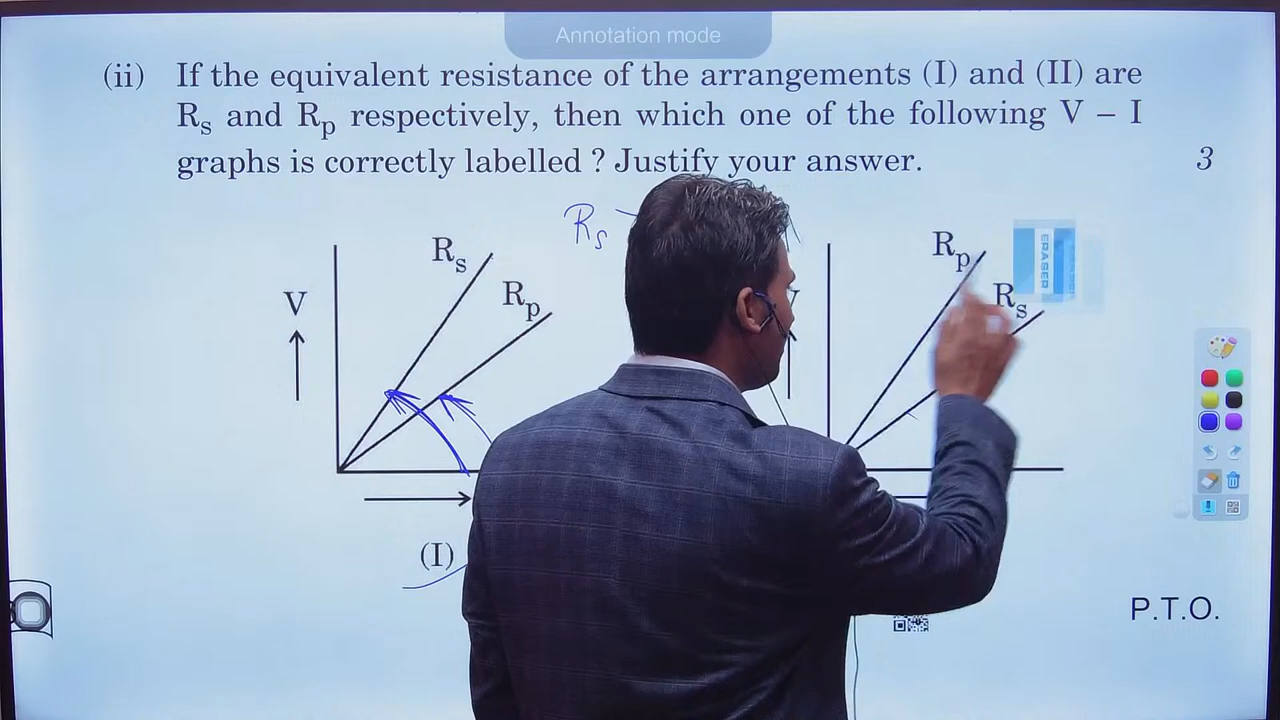 Annotation mode
(ii) If the equivalent resistance of the arrangements (I) and (II) are
Rs and Rp respectively, then which one of the following V – I
graphs is correctly labelled ? Justify your answer. 3
Rs
Rs
Rp
V
(I)
Rp
Rs
ERASER
P.T.O.